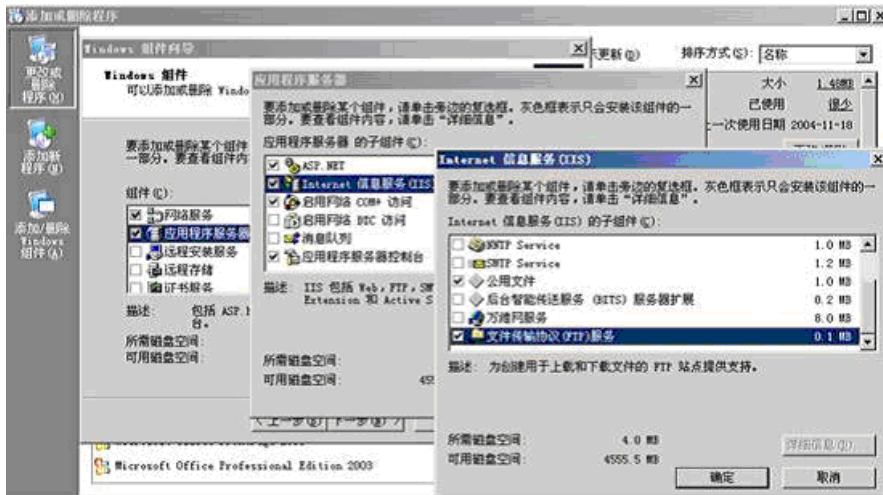 添加或删除程序
更改或
删除
程序(H)
添加新
程序(N)
添加/删除
Windows
组件(A)
示更新(D)
排序方式(S): 名称
大小 1.48MB
已使用 很少
上一次使用日期 2004-11-18
Microsoft Office Professional Edition 2003
Windows 组件向导
Windows 组件
可以添加或删除 Windo
要添加或删除某个组件
一部分。要查看组件内
组件(C):
网络服务
应用程序服务器
远程安装服务
远程存储
证书服务
描述: 包括 ASP.N
台。
所需磁盘空间:
可用磁盘空间:
<上一步(B) 下一步(N)>
应用程序服务器
要添加或删除某个组件，请单击旁边的复选框。灰色框表示只会安装该组件的一
部分。要查看组件内容，请单击“详细信息”。
应用程序服务器 的子组件(C):
ASP.NET
Internet 信息服务(IIS)
启用网络 COM+ 访问
启用网络 DTC 访问
消息队列
应用程序服务器控制台
描述: IIS 包括 Web，FTP，SM
Extension 和 Active S
所需磁盘空间:
可用磁盘空间: 455
Internet 信息服务(IIS)
要添加或删除某个组件，请单击旁边的复选框。灰色框表示只会安装该组件的一
部分。要查看组件内容，请单击“详细信息”。
Internet 信息服务(IIS) 的子组件(C):
NNTP Service 1.0 MB
SMTP Service 1.2 MB
公用文件 1.0 MB
后台智能传送服务 (BITS) 服务器扩展 0.2 MB
万维网服务 8.0 MB
文件传输协议(FTP)服务 0.1 MB
描述: 为创建用于上载和下载文件的 FTP 站点提供支持。
所需磁盘空间: 4.0 MB
可用磁盘空间: 4555.5 MB
详细信息(D)
确定
取消